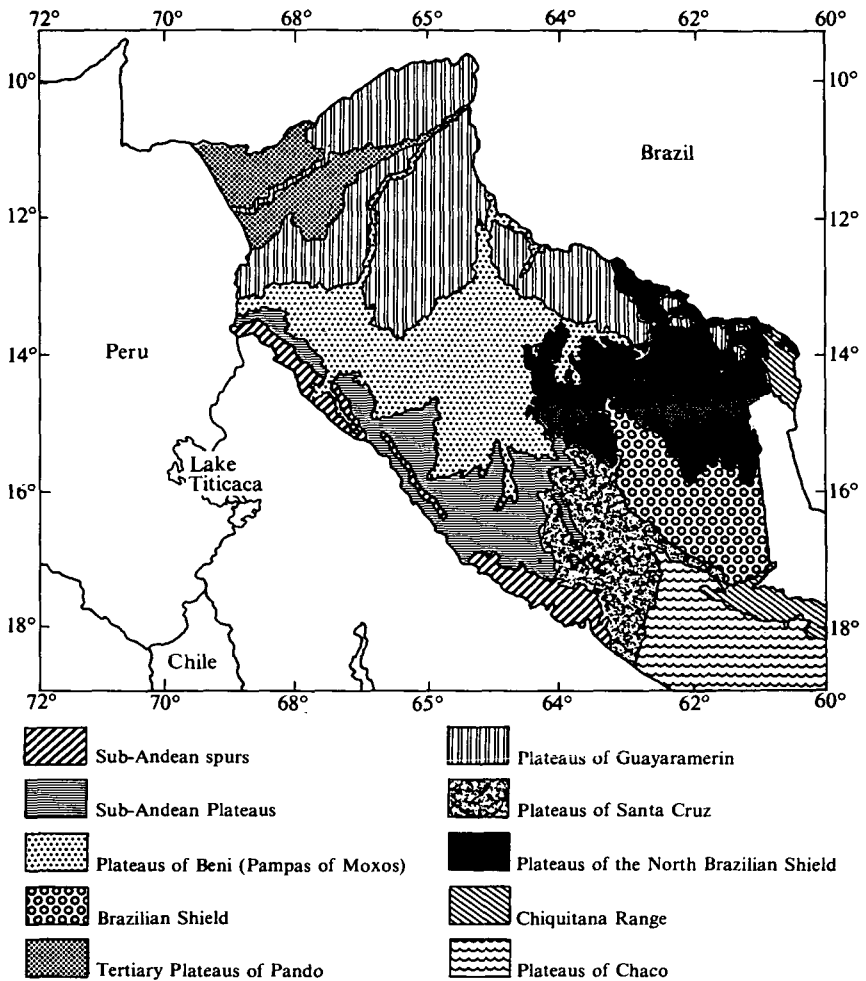 72° 70° 68° 65° 64° 62° 60°
10° 10°
Brazil
12° 12°
14° 14°
Peru
Lake
Titicaca
16° 16°
18° 18°
Chile
72° 70° 68° 65° 64° 62° 60°
Sub-Andean spurs
Plateaus of Guayaramerin
Sub-Andean Plateaus
Plateaus of Santa Cruz
Plateaus of Beni (Pampas of Moxos)
Plateaus of the North Brazilian Shield
Brazilian Shield
Chiquitana Range
Tertiary Plateaus of Pando
Plateaus of Chaco